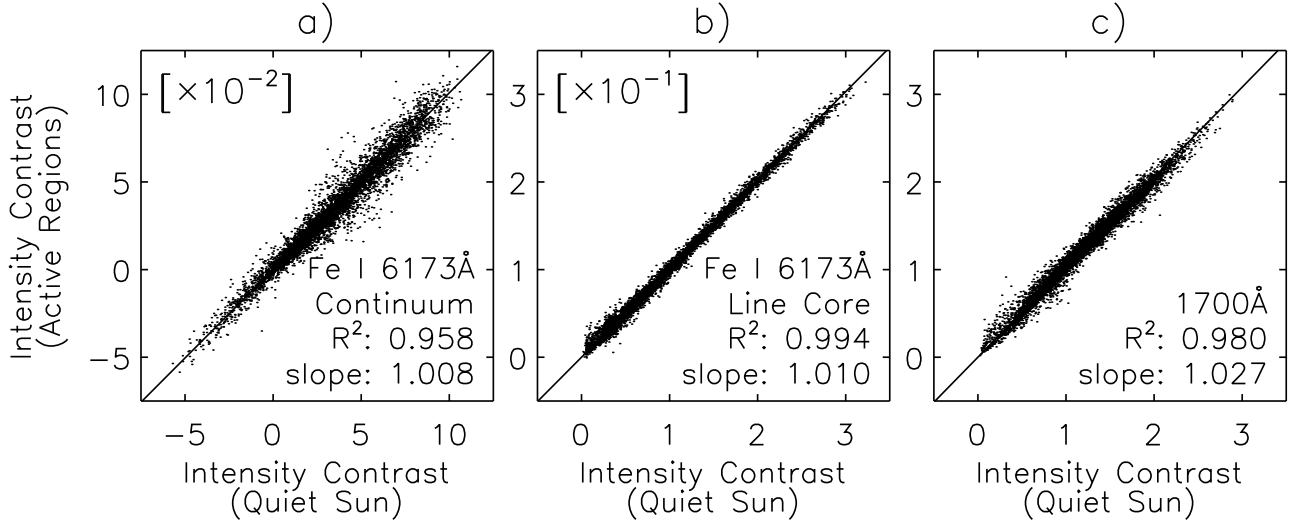 a)
b)
c)
Intensity Contrast
(Active Regions)
10
5
0
−5
[×10⁻²]
Fe I 6173Å
Continuum
R²: 0.958
slope: 1.008
−5 0 5 10
Intensity Contrast
(Quiet Sun)
3
2
1
0
[×10⁻¹]
Fe I 6173Å
Line Core
R²: 0.994
slope: 1.010
0 1 2 3
Intensity Contrast
(Quiet Sun)
3
2
1
0
1700Å
R²: 0.980
slope: 1.027
0 1 2 3
Intensity Contrast
(Quiet Sun)